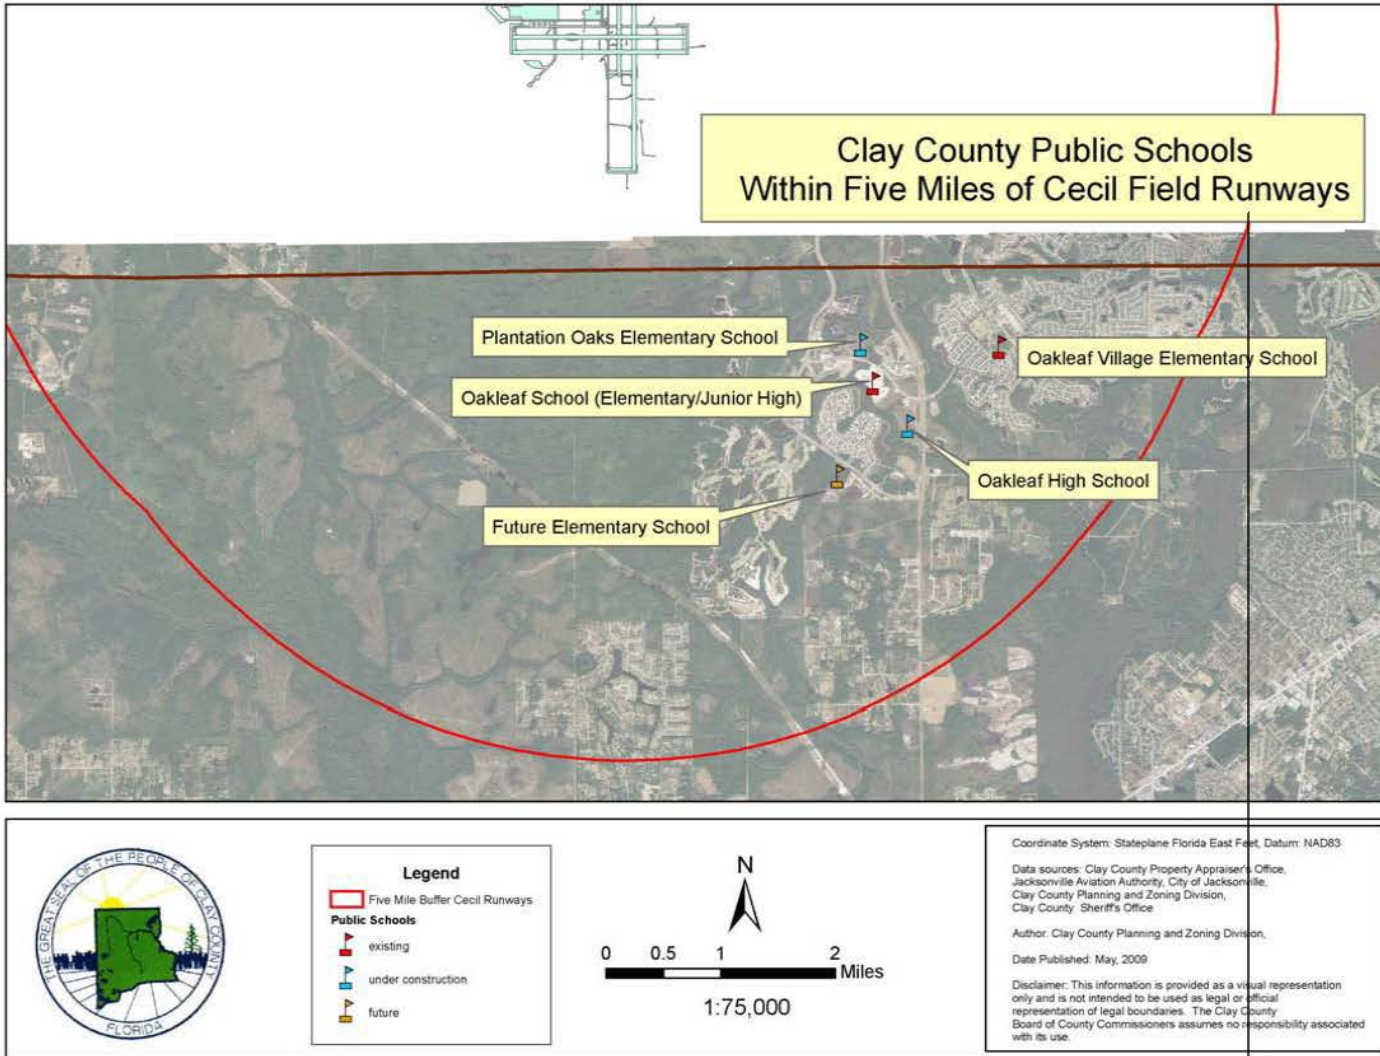 Clay County Public Schools
Within Five Miles of Cecil Field Runways
Plantation Oaks Elementary School
Oakleaf Village Elementary School
Oakleaf School (Elementary/Junior High)
Oakleaf High School
Future Elementary School
THE GREAT SEAL OF THE PEOPLE OF CLAY COUNTY
FLORIDA
Legend
Five Mile Buffer Cecil Runways
Public Schools
existing
under construction
future
N
0 0.5 1 2
Miles
1:75,000
Coordinate System: Stateplane Florida East Feet, Datum: NAD83
Data sources: Clay County Property Appraiser's Office,
Jacksonville Aviation Authority, City of Jacksonville,
Clay County Planning and Zoning Division,
Clay County Sheriff's Office
Author: Clay County Planning and Zoning Division,
Date Published: May, 2009
Disclaimer: This information is provided as a visual representation
only and is not intended to be used as legal or official
representation of legal boundaries. The Clay County
Board of County Commissioners assumes no responsibility associated
with its use.